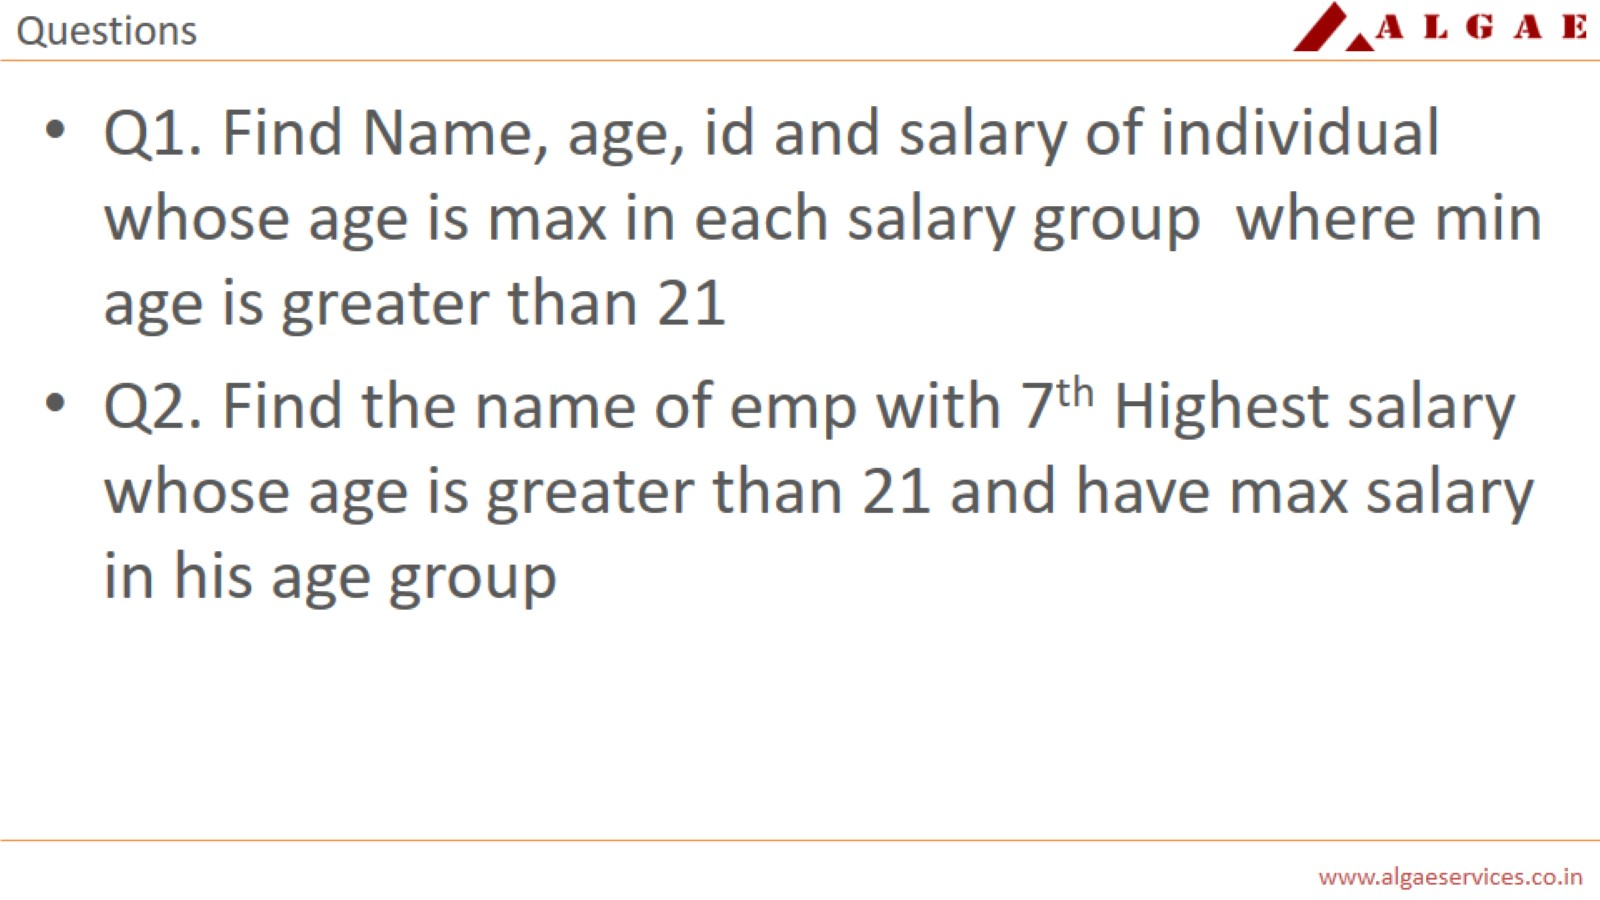 Questions
ALGAE
• Q1. Find Name, age, id and salary of individual
whose age is max in each salary group  where min
age is greater than 21
• Q2. Find the name of emp with 7th Highest salary
whose age is greater than 21 and have max salary
in his age group
www.algaeservices.co.in